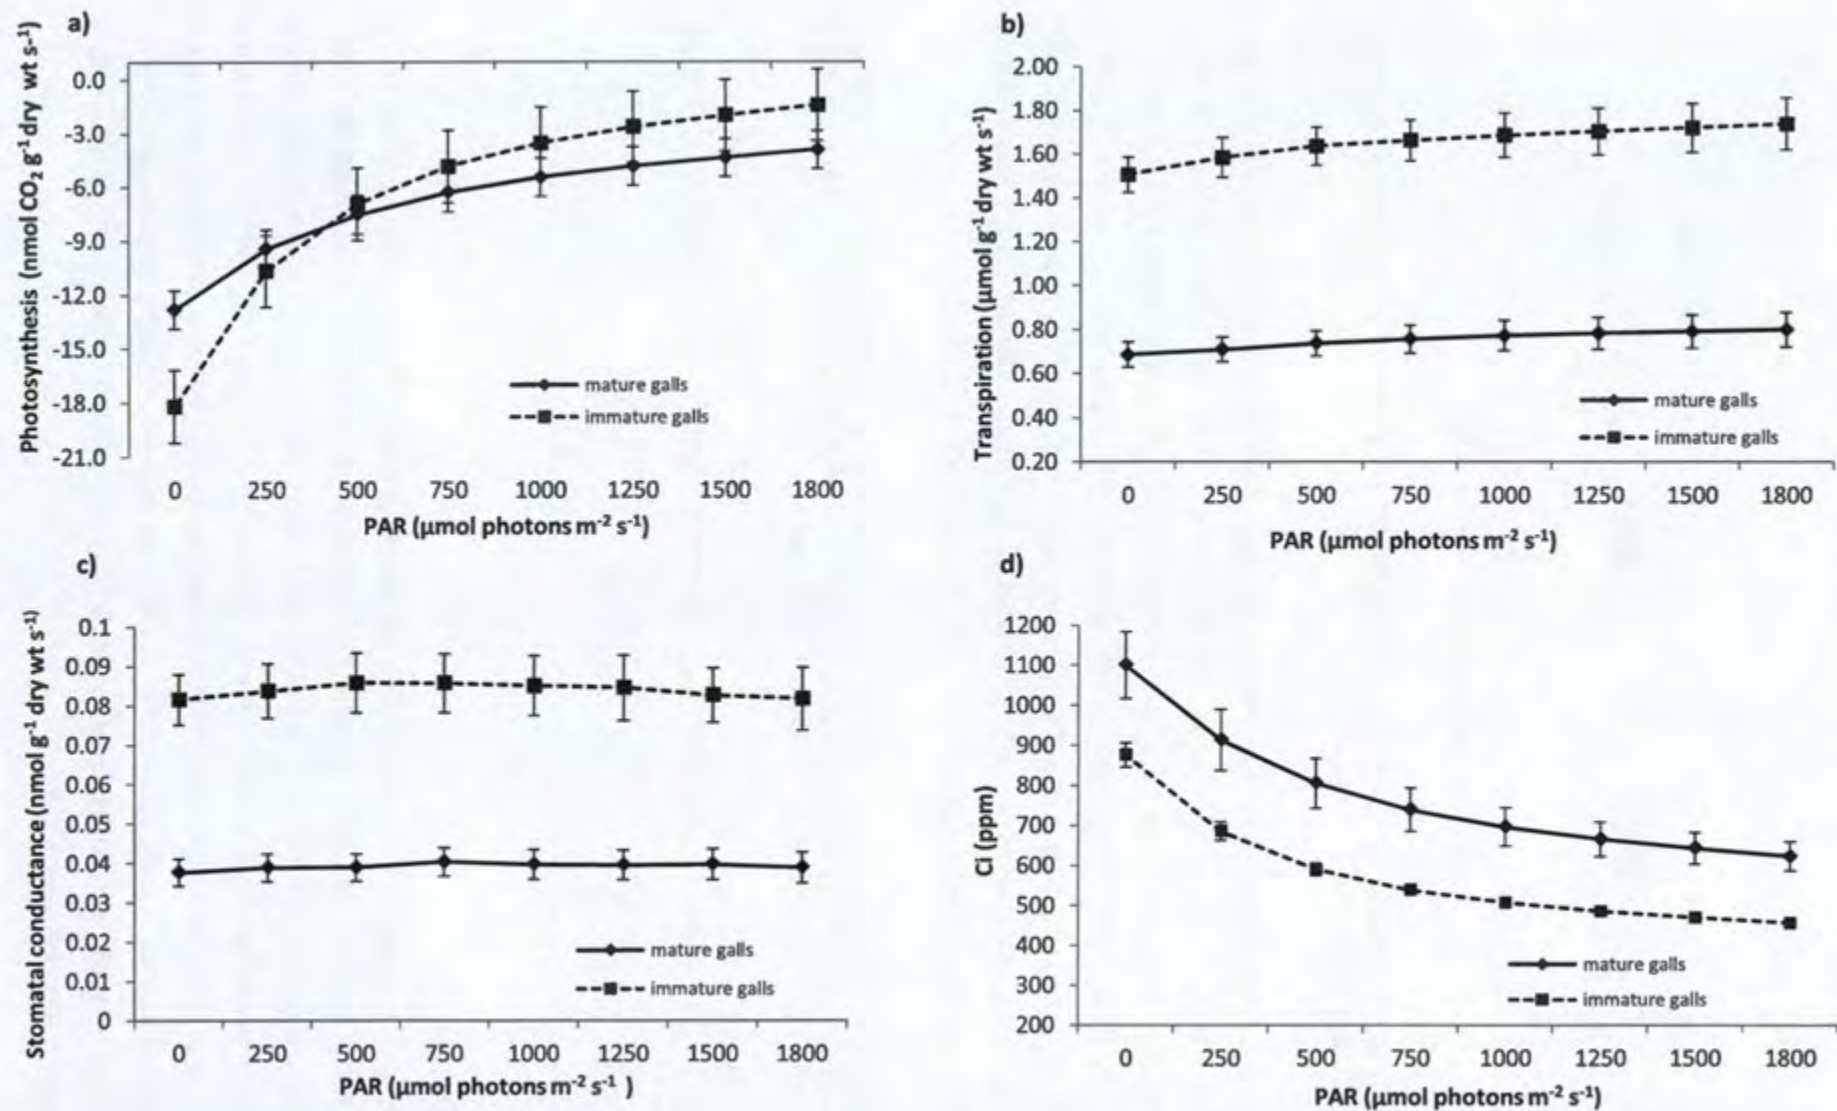 a)
Photosynthesis (nmol CO2 g-1 dry wt s-1)
0.0
-3.0
-6.0
-9.0
-12.0
-15.0
-18.0
-21.0
mature galls
immature galls
0 250 500 750 1000 1250 1500 1800
PAR (µmol photons m-2 s-1)
b)
Transpiration (µmol g-1 dry wt s-1)
2.00
1.80
1.60
1.40
1.20
1.00
0.80
0.60
0.40
0.20
mature galls
immature galls
0 250 500 750 1000 1250 1500 1800
PAR (µmol photons m-2 s-1)
c)
Stomatal conductance (nmol g-1 dry wt s-1)
0.1
0.09
0.08
0.07
0.06
0.05
0.04
0.03
0.02
0.01
0
mature galls
immature galls
0 250 500 750 1000 1250 1500 1800
PAR (µmol photons m-2 s-1 )
d)
Ci (ppm)
1200
1100
1000
900
800
700
600
500
400
300
200
mature galls
immature galls
0 250 500 750 1000 1250 1500 1800
PAR (µmol photons m-2 s-1)